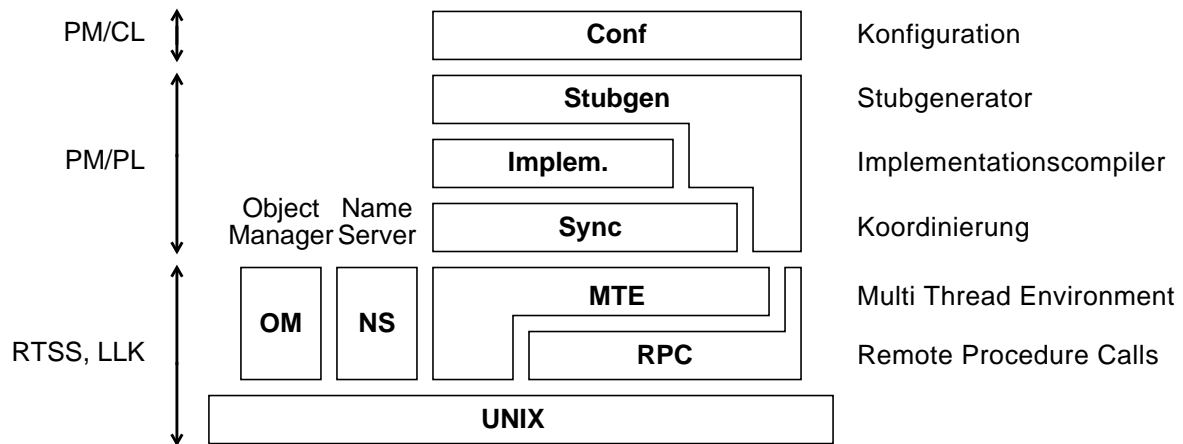 PM/CL
Conf
Konfiguration
Stubgen
Stubgenerator
PM/PL
Implem.
Implementationscompiler
Object
Manager
Name
Server
Sync
Koordinierung
MTE
Multi Thread Environment
OM
NS
RTSS, LLK
RPC
Remote Procedure Calls
UNIX